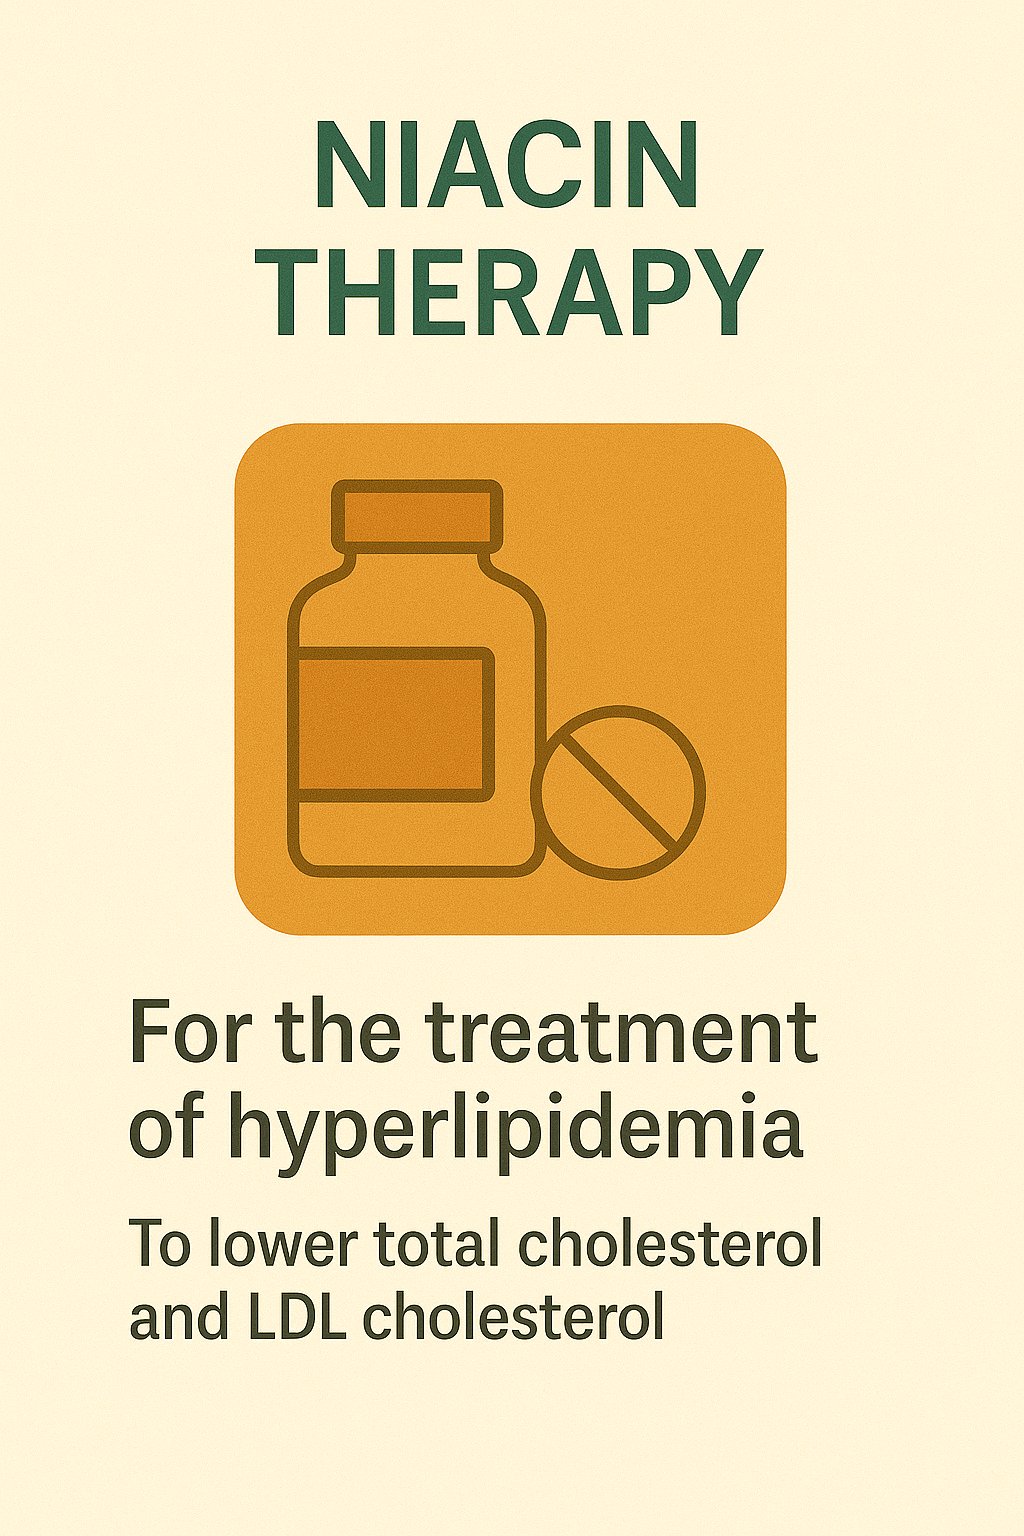 NIACIN
THERAPY
For the treatment
of hyperlipidemia
To lower total cholesterol
and LDL cholesterol